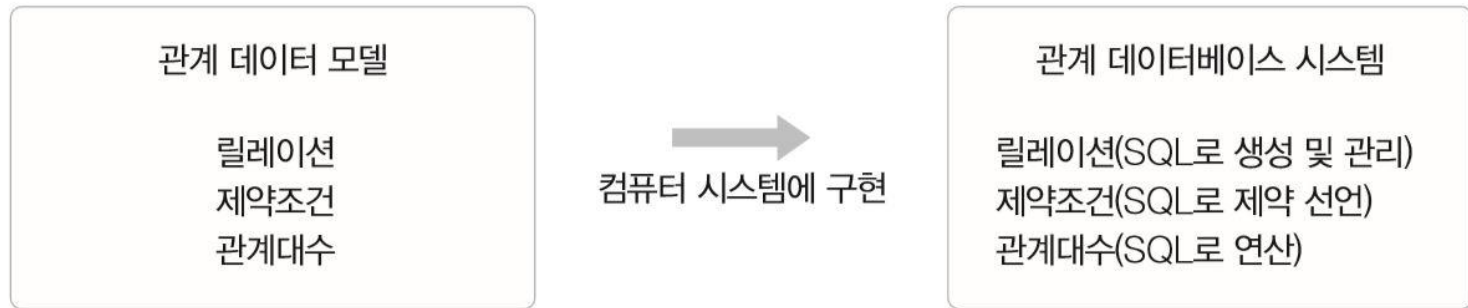 관계 데이터 모델
릴레이션
제약조건
관계대수
컴퓨터 시스템에 구현
관계 데이터베이스 시스템
릴레이션(SQL로 생성 및 관리)
제약조건(SQL로 제약 선언)
관계대수(SQL로 연산)